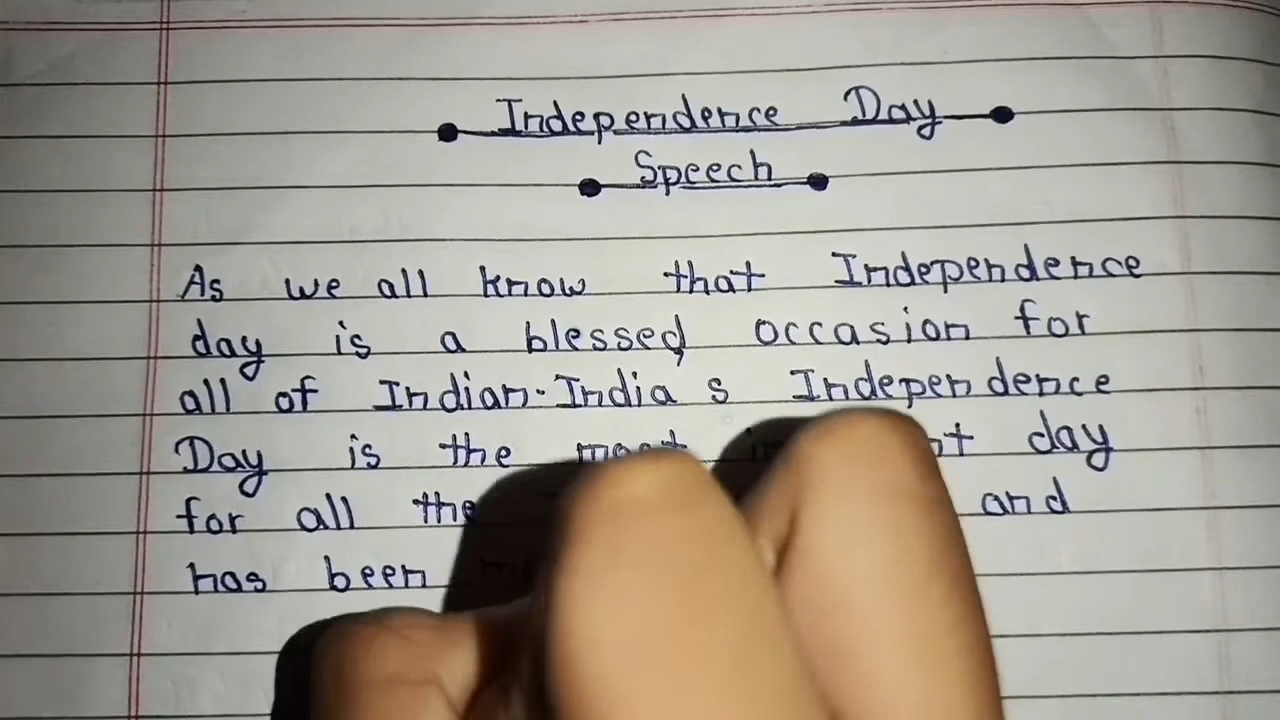 Independence Day
Speech
As we all know that Independence
day is a blessed occasion for
all of Indian. India s Independence
Day is the most day
for all the and
has been